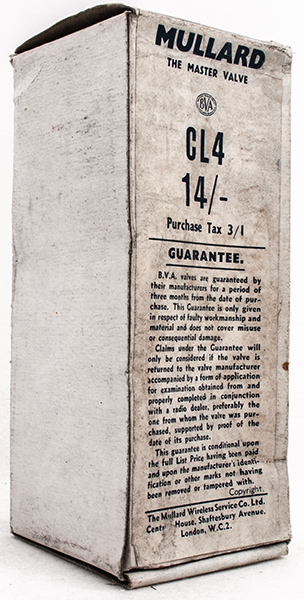 MULLARD
THE MASTER VALVE
BVA
CL4
14/-
Purchase Tax 3/1
GUARANTEE.
B.V.A. valves are guaranteed by
their manufacturers for a period of
three months from the date of pur-
chase. This Guarantee is only given
in respect of faulty workmanship and
material and does not cover misuse
or consequential damage.
Claims under the Guarantee will
only be considered if the valve is
returned to the valve manufacturer
accompanied by a form of application
for examination obtained from and
properly completed in conjunction
with a radio dealer, preferably the
one from whom the valve was pur-
chased, supported by proof of the
date of its purchase.
This guarantee is conditional upon
the full List Price having been paid
and upon the manufacturer's identi-
fication or other marks not having
been removed or tampered with.
Copyright.
The Mullard Wireless Service Co. Ltd.
Century House, Shaftesbury Avenue,
London, W.C.2.